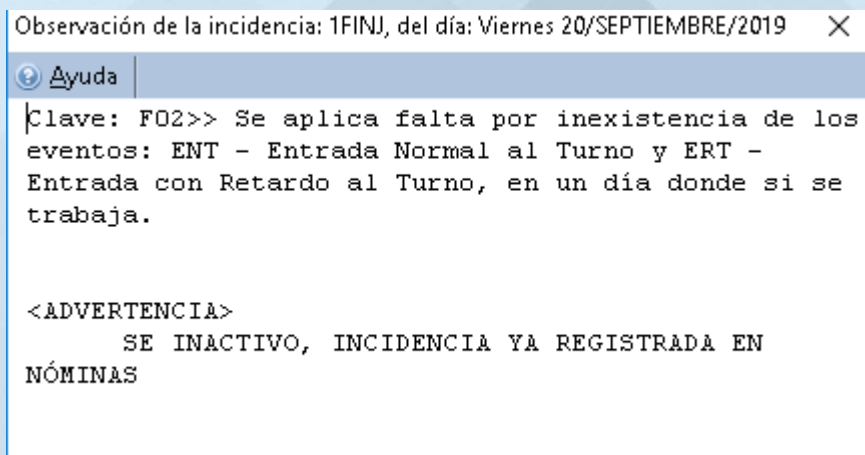 Observación de la incidencia: 1FINJ, del día: Viernes 20/SEPTIEMBRE/2019
Ayuda
Clave: F02>> Se aplica falta por inexistencia de los
eventos: ENT - Entrada Normal al Turno y ERT -
Entrada con Retardo al Turno, en un día donde si se
trabaja.
<ADVERTENCIA>
SE INACTIVO, INCIDENCIA YA REGISTRADA EN
NÓMINAS